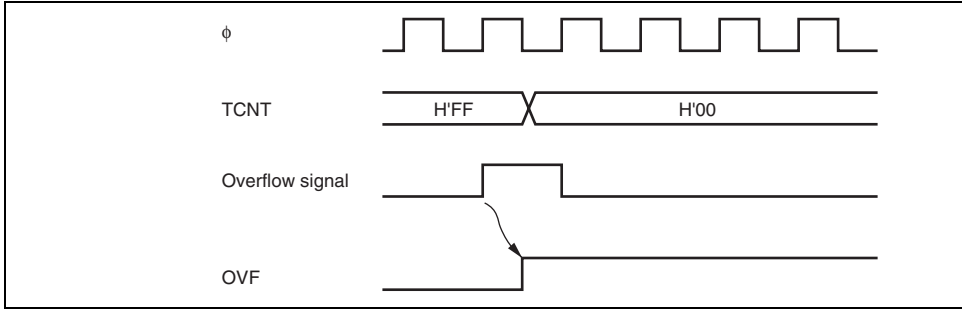 φ
TCNT H'FF H'00
Overflow signal
OVF